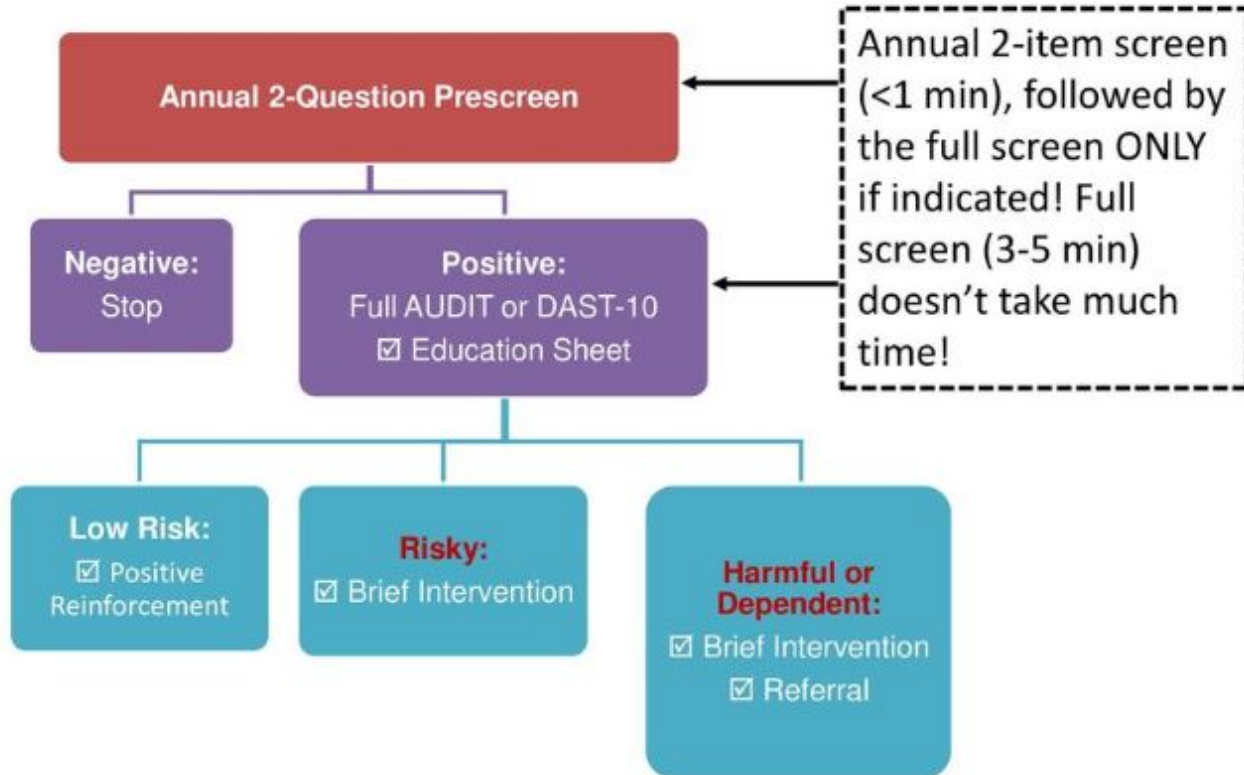 Annual 2-Question Prescreen
Annual 2-item screen
(<1 min), followed by
the full screen ONLY
if indicated! Full
screen (3-5 min)
doesn’t take much
time!
Negative:
Stop
Positive:
Full AUDIT or DAST-10
☑ Education Sheet
Low Risk:
☑ Positive
Reinforcement
Risky:
☑ Brief Intervention
Harmful or
Dependent:
☑ Brief Intervention
☑ Referral